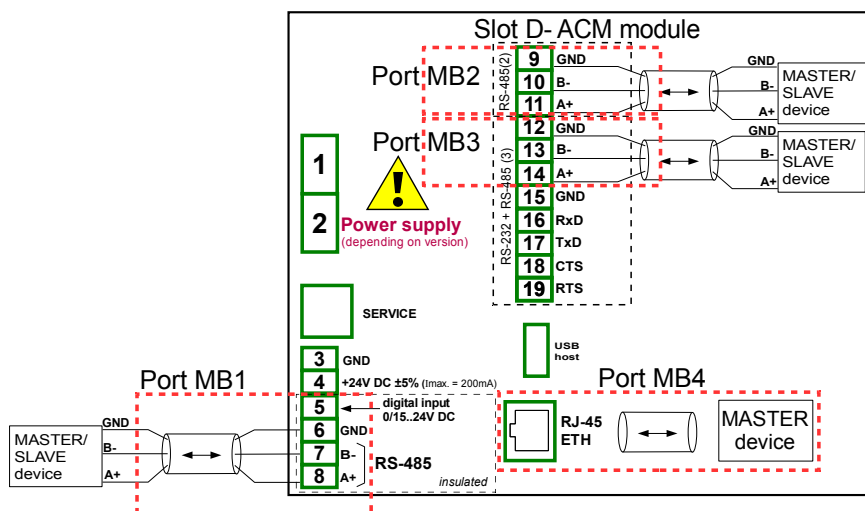 Slot D- ACM module
Port MB2
RS-485(2)
9 GND
10 B-
11 A+
GND
B-
A+
MASTER/
SLAVE
device
Port MB3
RS-232 + RS-485 (3)
12 GND
13 B-
14 A+
15 GND
16 RxD
17 TxD
18 CTS
19 RTS
GND
B-
A+
MASTER/
SLAVE
device
1
2
!
Power supply
(depending on version)
SERVICE
USB
host
3 GND
4 +24V DC ±5% (Imax. = 200mA)
5 digital input
0/15..24V DC
6 GND
7 B-
8 A+
RS-485
insulated
Port MB1
GND
B-
A+
MASTER/
SLAVE
device
Port MB4
RJ-45
ETH
MASTER
device